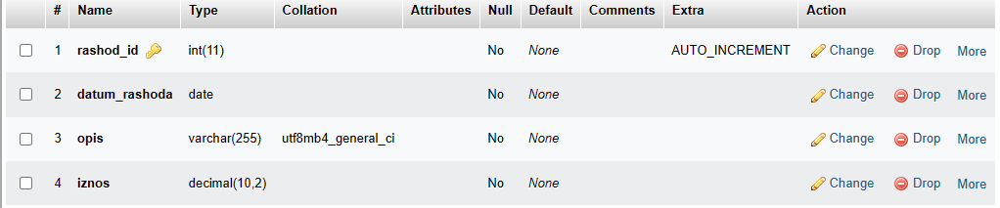 # Name Type Collation Attributes Null Default Comments Extra Action
1 rashod_id int(11) No None AUTO_INCREMENT Change Drop More
2 datum_rashoda date No None Change Drop More
3 opis varchar(255) utf8mb4_general_ci No None Change Drop More
4 iznos decimal(10,2) No None Change Drop More